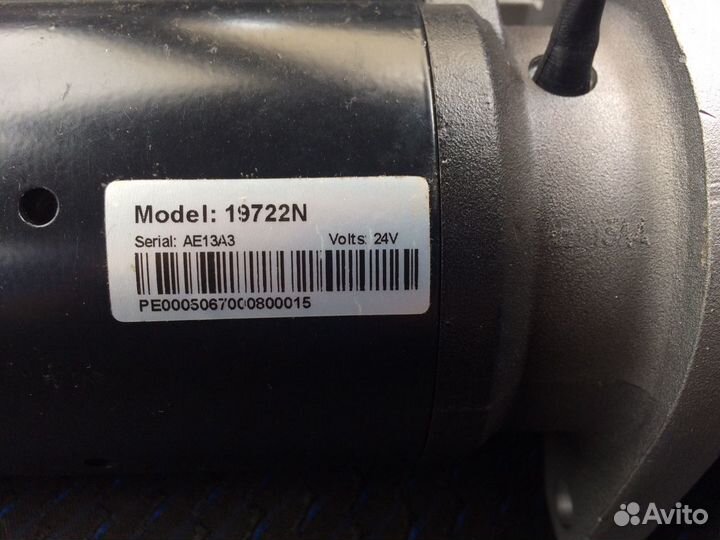 Model: 19722N
Serial: AE13A3 Volts: 24V
PE0005067000800015
Avito